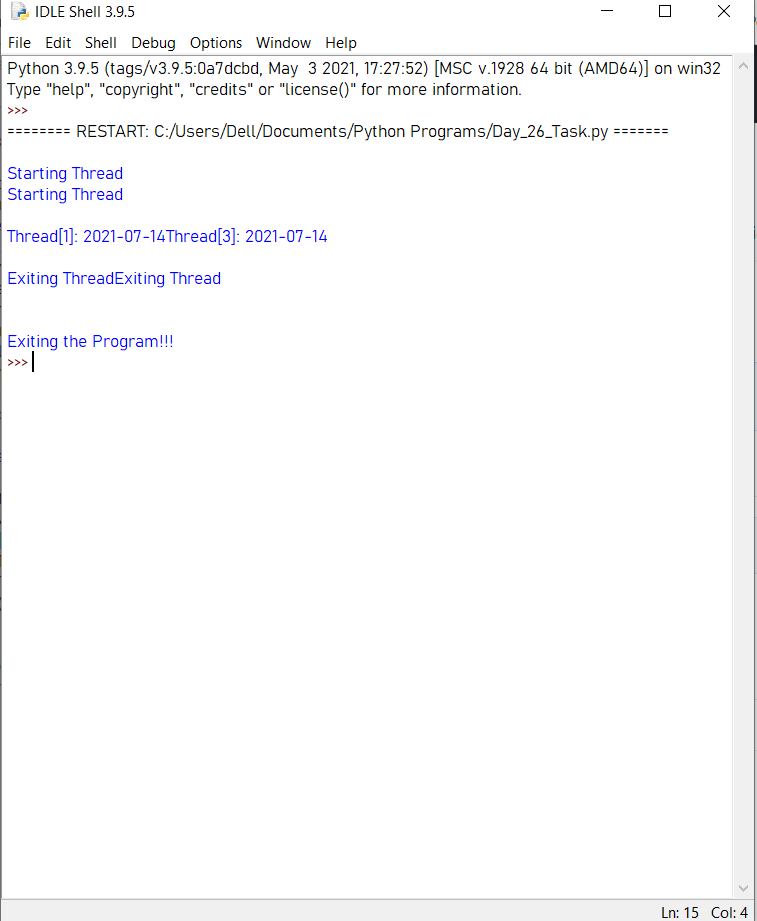 IDLE Shell 3.9.5
File Edit Shell Debug Options Window Help
Python 3.9.5 (tags/v3.9.5:0a7dcbd, May  3 2021, 17:27:52) [MSC v.1928 64 bit (AMD64)] on win32
Type "help", "copyright", "credits" or "license()" for more information.
>>>
======== RESTART: C:/Users/Dell/Documents/Python Programs/Day_26_Task.py =======
Starting Thread
Starting Thread
Thread[1]: 2021-07-14Thread[3]: 2021-07-14
Exiting ThreadExiting Thread
Exiting the Program!!!
>>>
Ln: 15 Col: 4